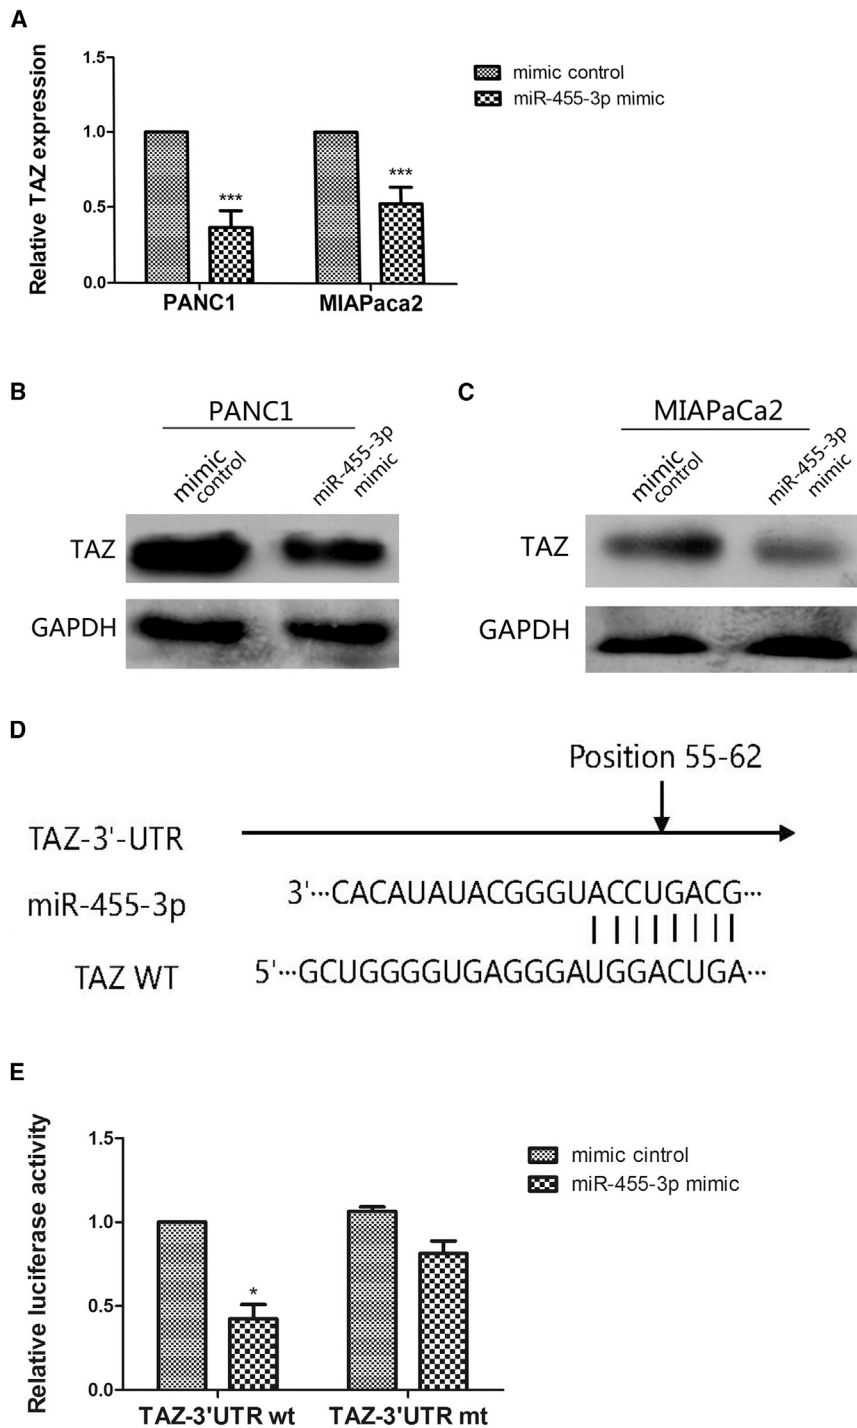 A
1.5
1.0
0.5
0.0
Relative TAZ expression
mimic control
miR-455-3p mimic
***
***
PANC1
MIAPaca2
B
PANC1
mimic
control
miR-455-3p
mimic
TAZ
GAPDH
C
MIAPaCa2
mimic
control
miR-455-3p
mimic
TAZ
GAPDH
D
Position 55-62
TAZ-3'-UTR
miR-455-3p
3'···CACAUAUACGGGUACCUGACG···
TAZ WT
5'···GCUGGGGUGAGGGAUGGACUGA···
E
1.5
1.0
0.5
0.0
Relative luciferase activity
mimic cintrol
miR-455-3p mimic
*
TAZ-3'UTR wt
TAZ-3'UTR mt